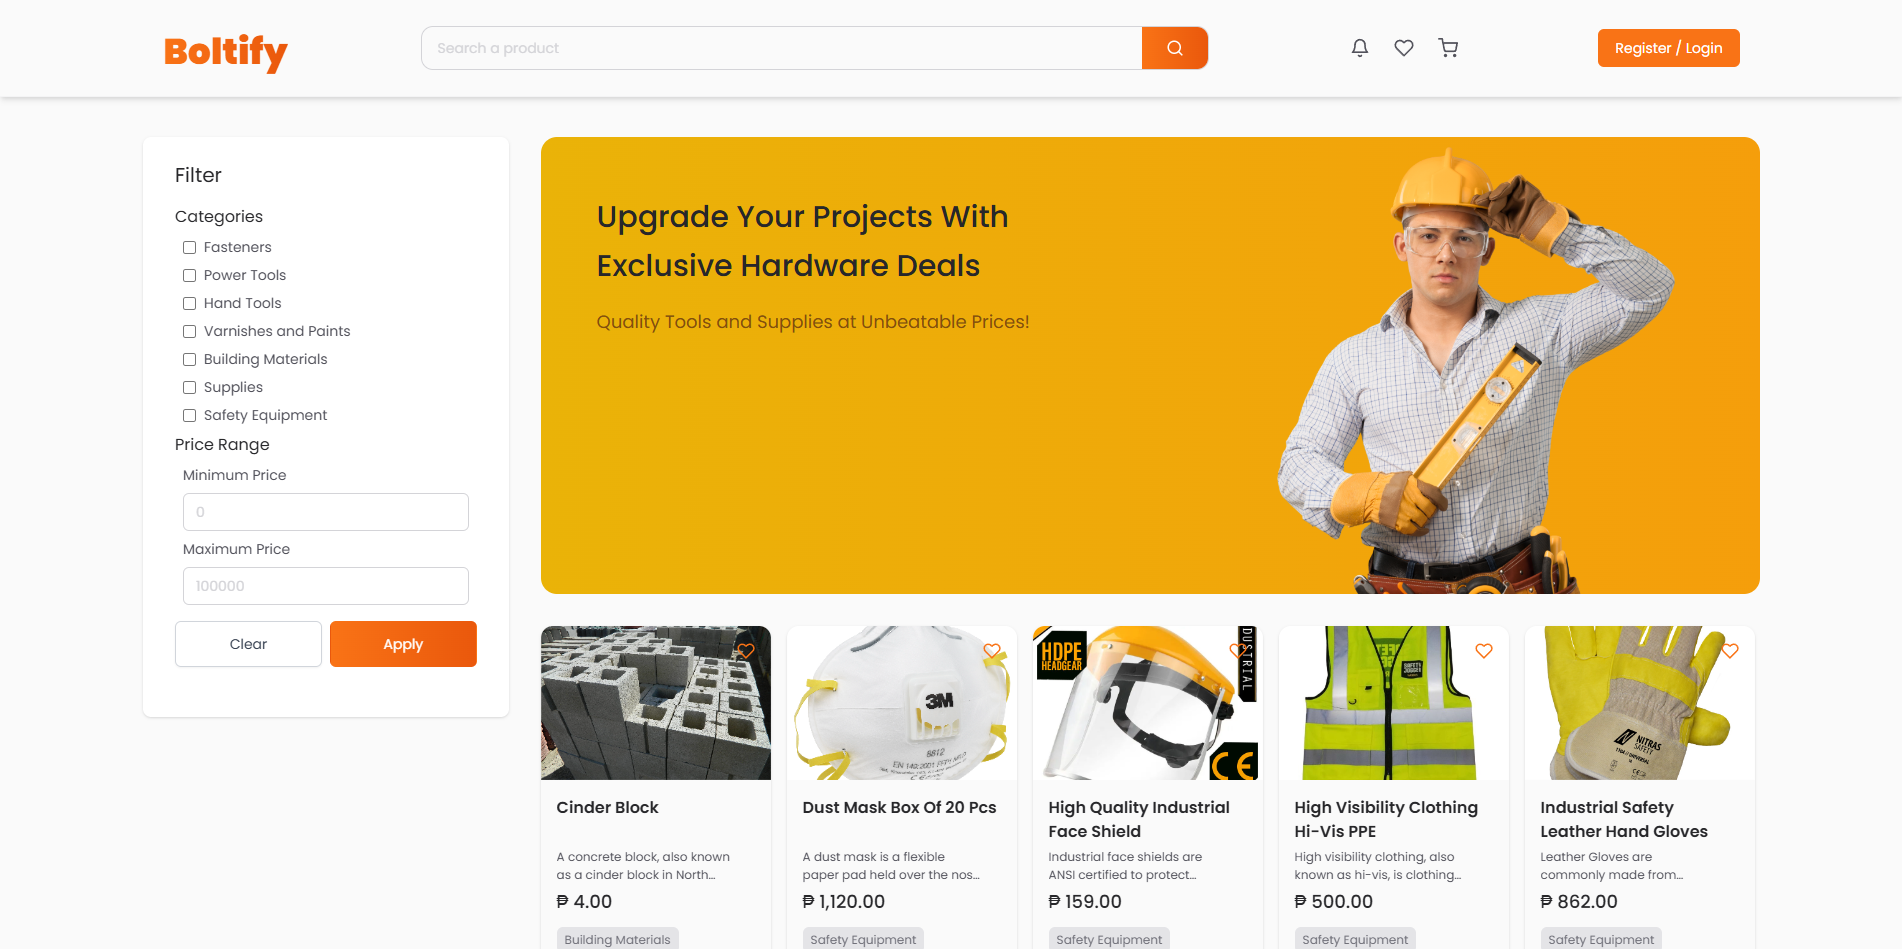 Boltify
Search a product
Register / Login
Filter
Categories
Fasteners
Power Tools
Hand Tools
Varnishes and Paints
Building Materials
Supplies
Safety Equipment
Price Range
Minimum Price
0
Maximum Price
100000
Clear
Apply
Upgrade Your Projects With
Exclusive Hardware Deals
Quality Tools and Supplies at Unbeatable Prices!
3M
8812
HDPE
HEADGEAR
DUSTRIAL
CE
NITRAS
SAFETY
Cinder Block
A concrete block, also known
as a cinder block in North...
₱ 4.00
Building Materials
Dust Mask Box Of 20 Pcs
A dust mask is a flexible
paper pad held over the nos...
₱ 1,120.00
Safety Equipment
High Quality Industrial
Face Shield
Industrial face shields are
ANSI certified to protect...
₱ 159.00
Safety Equipment
High Visibility Clothing
Hi-Vis PPE
High visibility clothing, also
known as hi-vis, is clothing...
₱ 500.00
Safety Equipment
Industrial Safety
Leather Hand Gloves
Leather Gloves are
commonly made from...
₱ 862.00
Safety Equipment